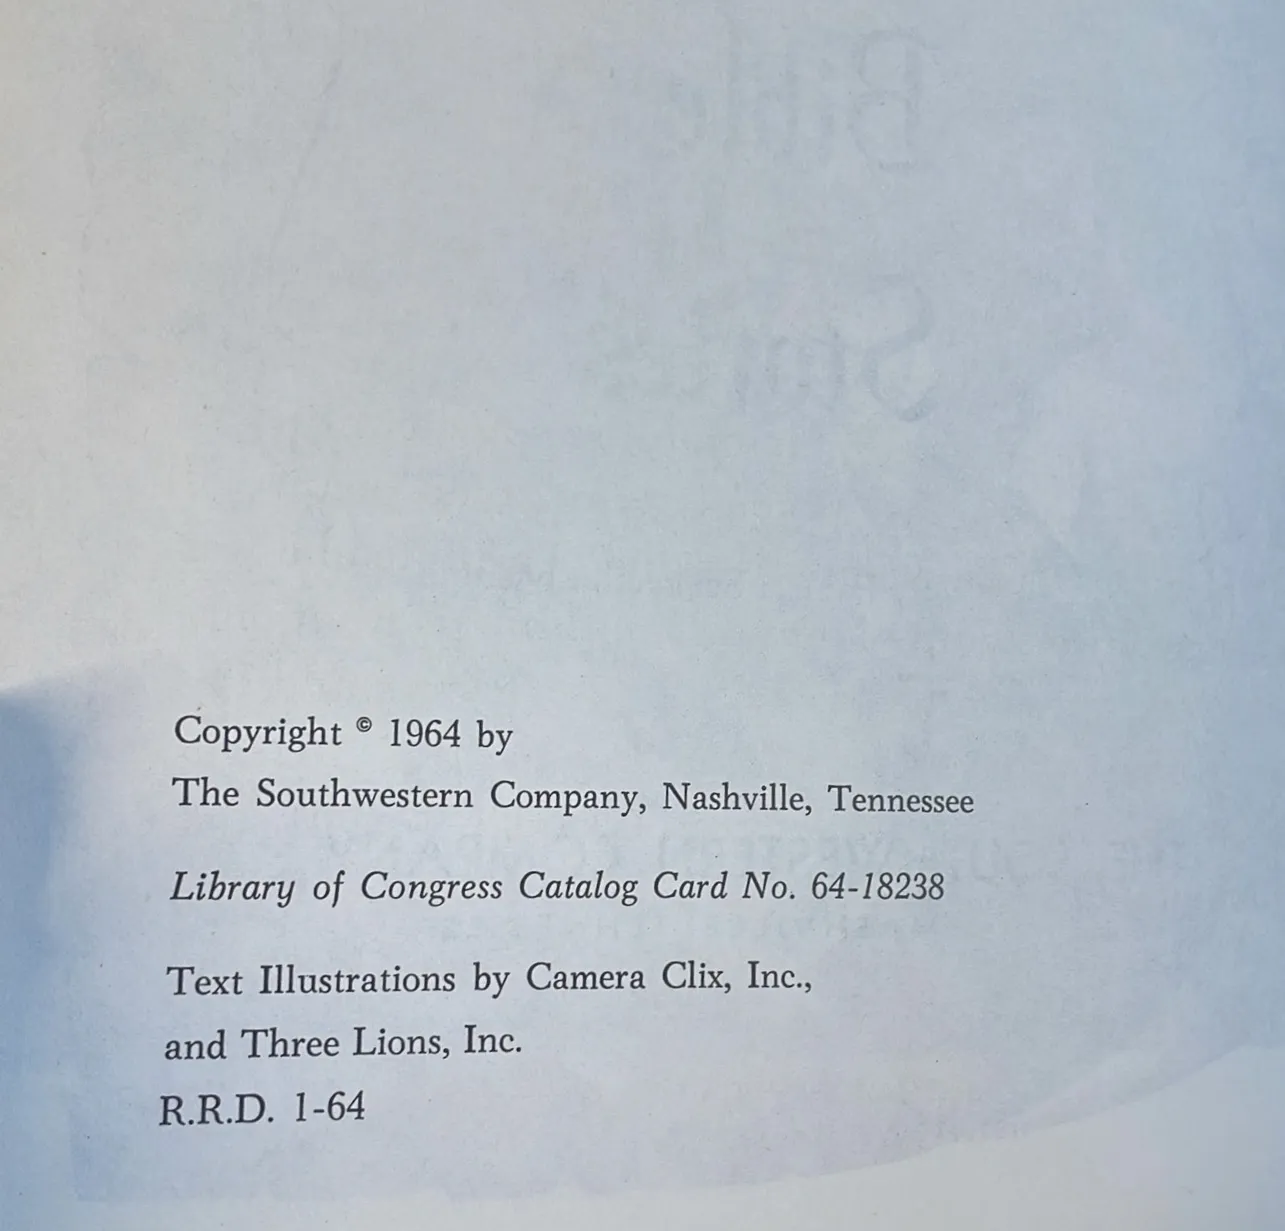 Copyright © 1964 by
The Southwestern Company, Nashville, Tennessee
Library of Congress Catalog Card No. 64-18238
Text Illustrations by Camera Clix, Inc.,
and Three Lions, Inc.
R.R.D. 1-64